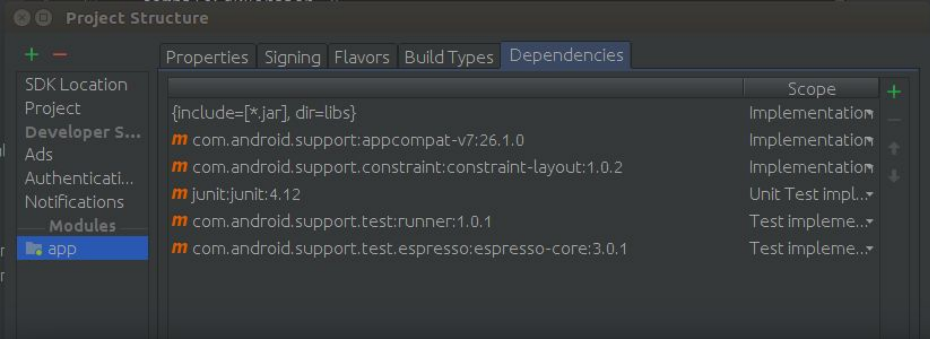 Project Structure
Properties Signing Flavors Build Types Dependencies
SDK Location
Project
Developer S...
Ads
Authenticati...
Notifications
Modules
app
Scope
{include=[*.jar], dir=libs} Implementation
m com.android.support:appcompat-v7:26.1.0 Implementation
m com.android.support.constraint:constraint-layout:1.0.2 Implementation
m junit:junit:4.12 Unit Test impl...
m com.android.support.test:runner:1.0.1 Test impleme...
m com.android.support.test.espresso:espresso-core:3.0.1 Test impleme...